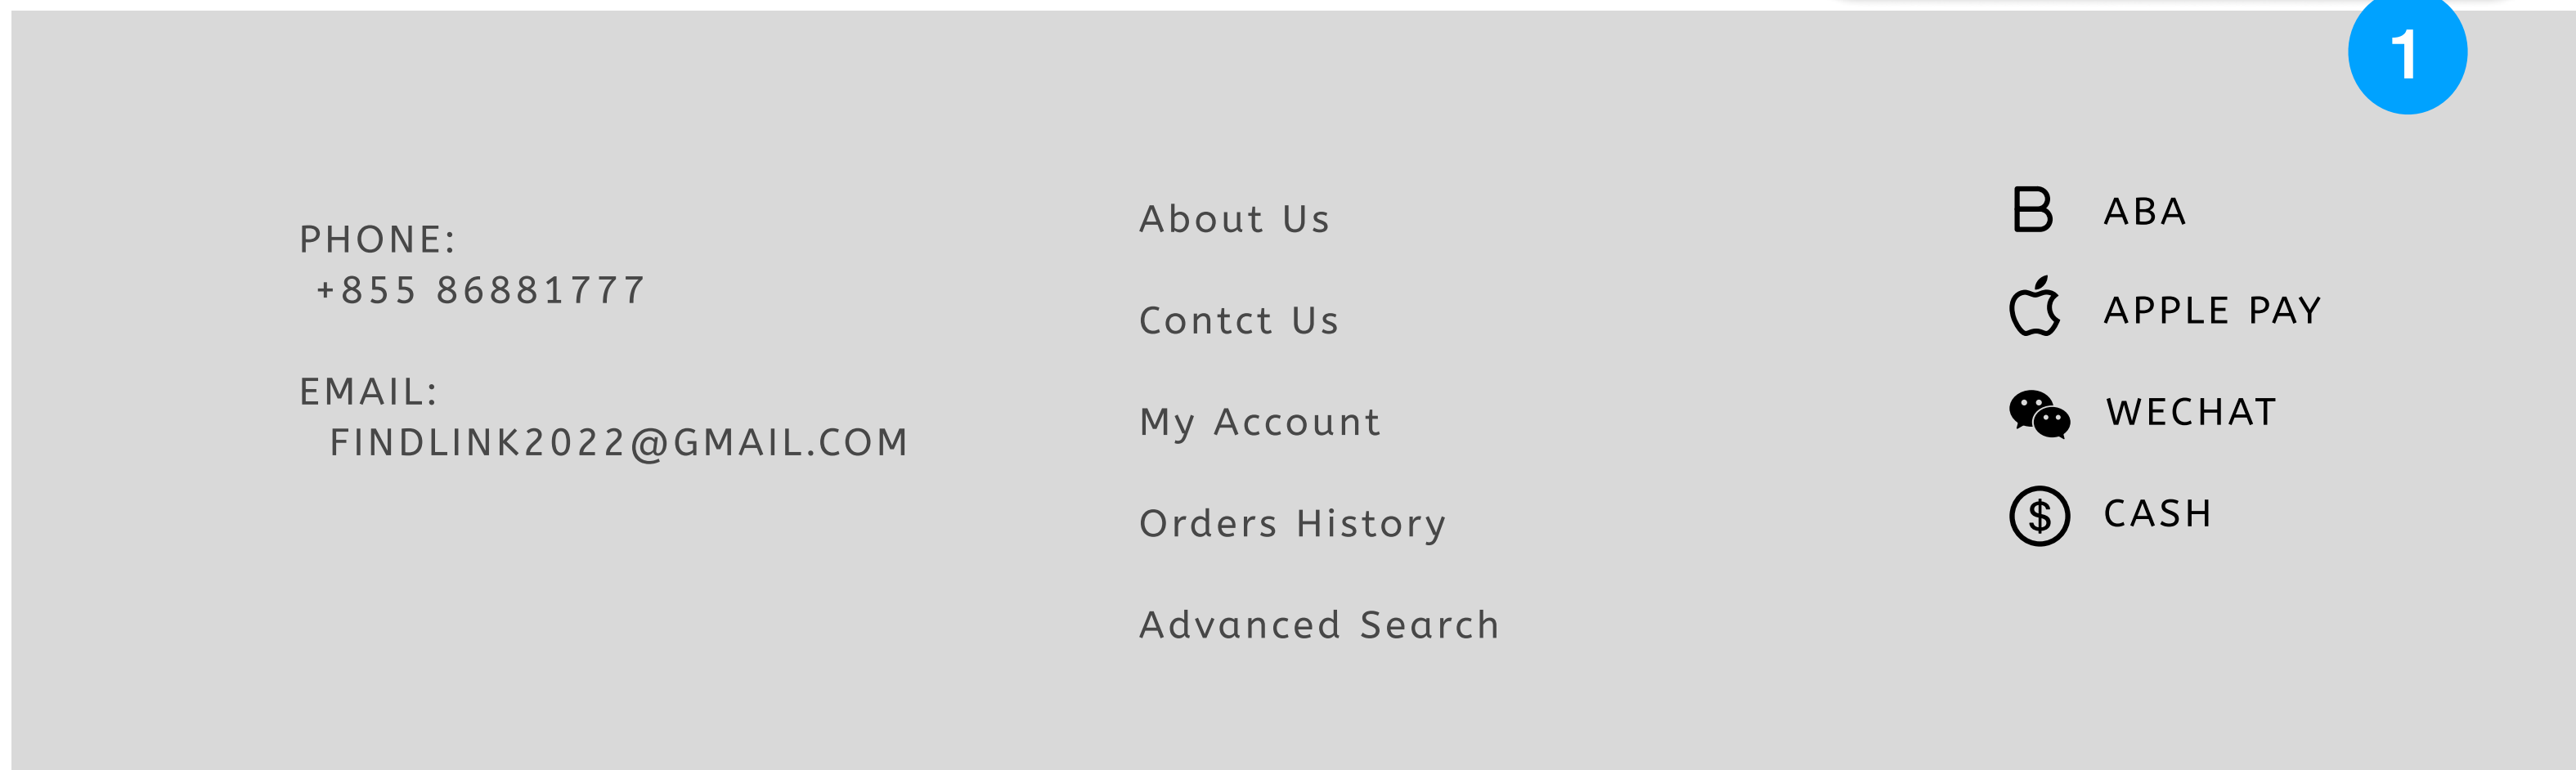 1
PHONE:
+855 86881777
EMAIL:
FINDLINK2022@GMAIL.COM
About Us
Contct Us
My Account
Orders History
Advanced Search
B ABA
APPLE PAY
WECHAT
$ CASH